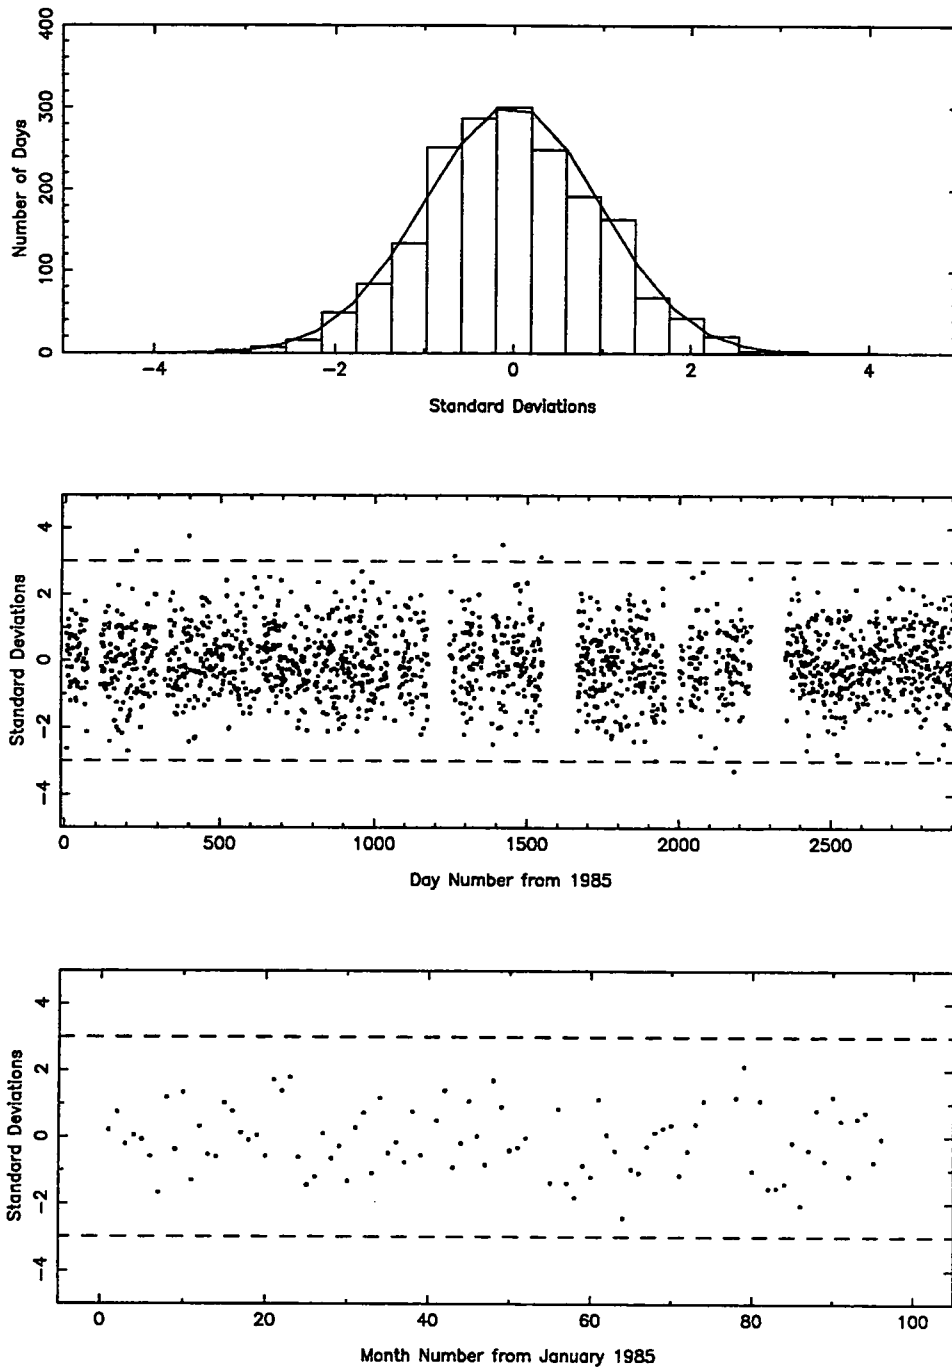 400
300
200
100
0
Number of Days
-4 -2 0 2 4
Standard Deviations
4
2
0
-2
-4
Standard Deviations
0 500 1000 1500 2000 2500
Day Number from 1985
4
2
0
-2
-4
Standard Deviations
0 20 40 60 80 100
Month Number from January 1985